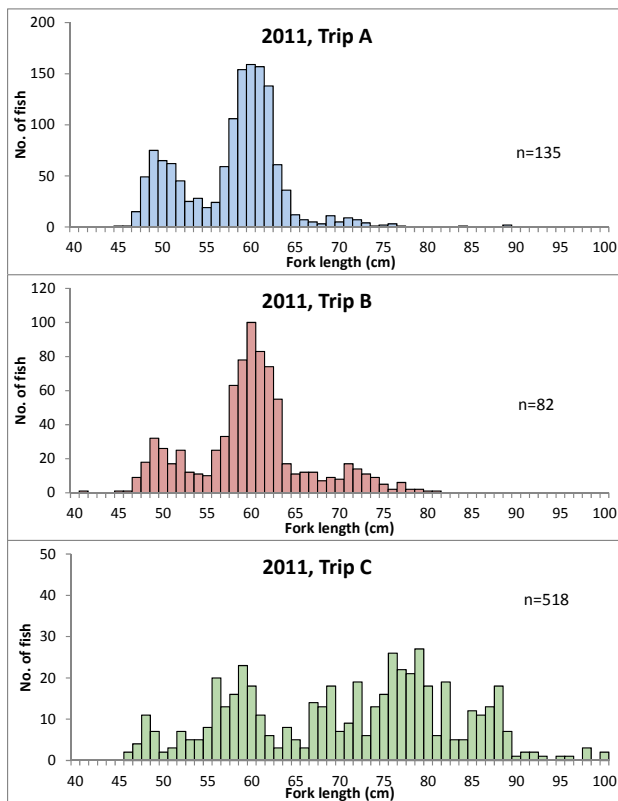 2011, Trip A
No. of fish
200
150
100
50
0
n=135
40 45 50 55 60 65 70 75 80 85 90 95 100
Fork length (cm)
2011, Trip B
No. of fish
120
100
80
60
40
20
0
n=82
40 45 50 55 60 65 70 75 80 85 90 95 100
Fork length (cm)
2011, Trip C
No. of fish
50
40
30
20
10
0
n=518
40 45 50 55 60 65 70 75 80 85 90 95 100
Fork length (cm)